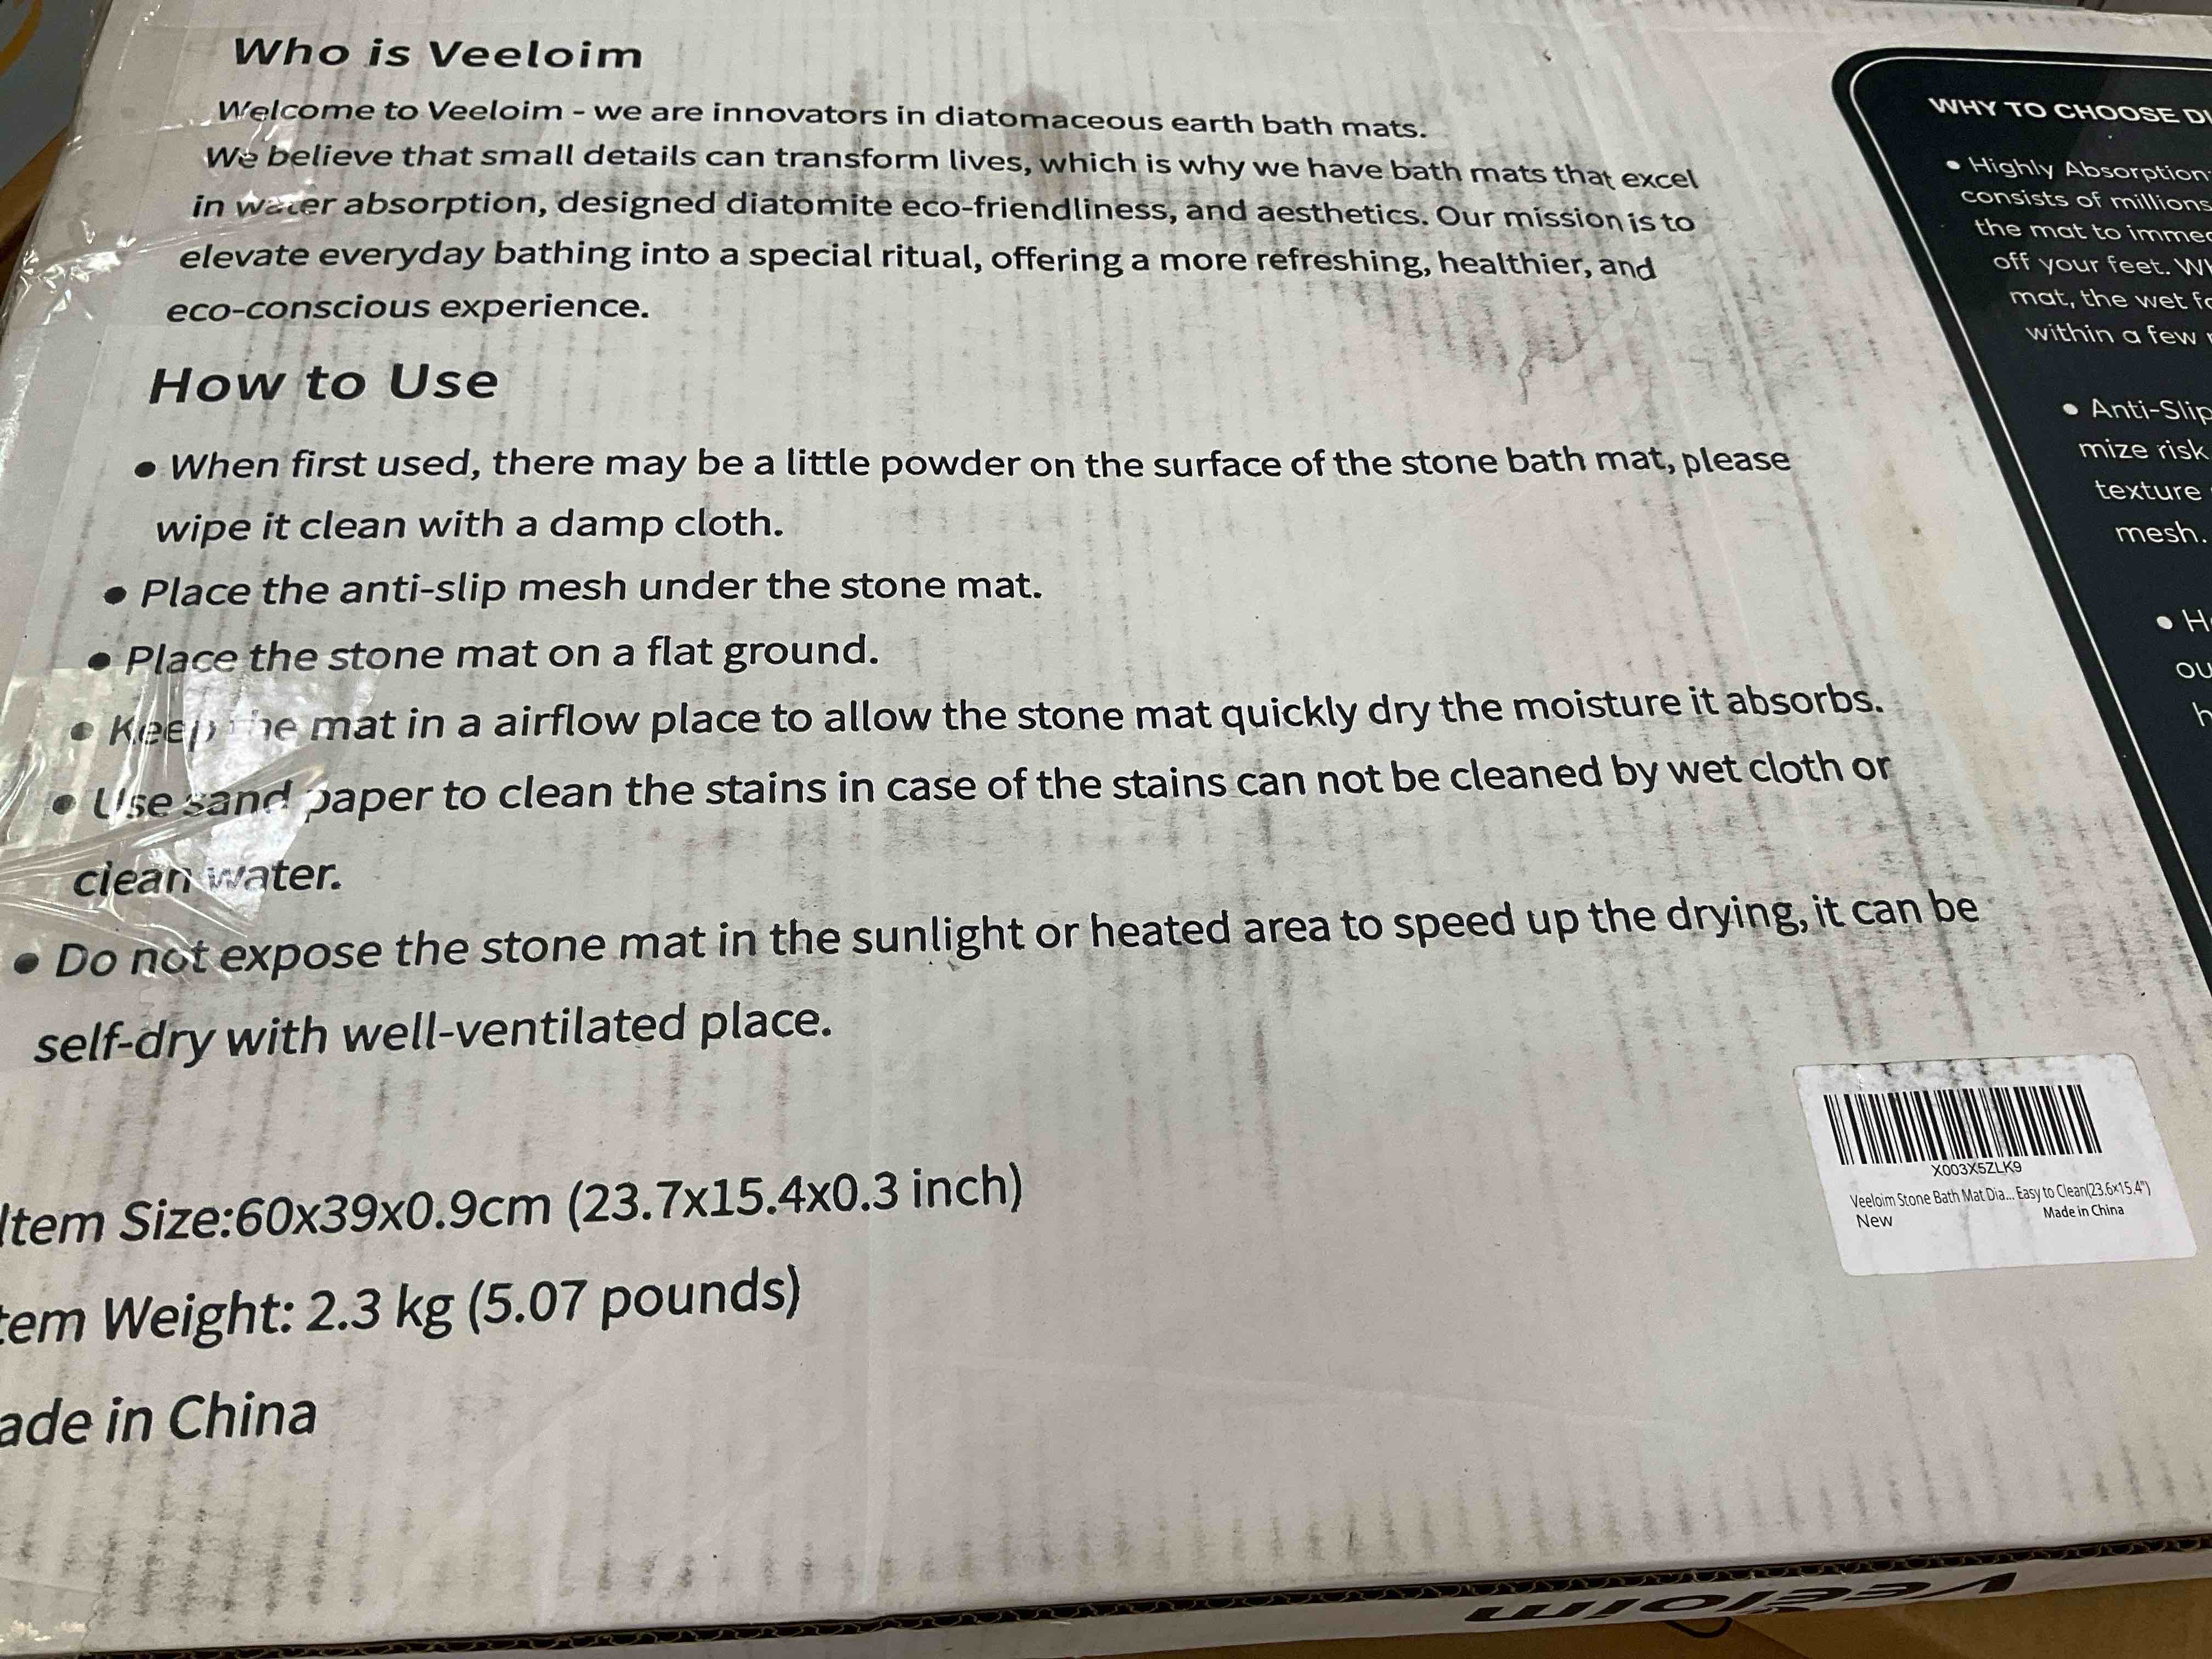 Who is Veeloim
Welcome to Veeloim - we are innovators in diatomaceous earth bath mats.
We believe that small details can transform lives, which is why we have bath mats that excel
in water absorption, designed diatomite eco-friendliness, and aesthetics. Our mission is to
elevate everyday bathing into a special ritual, offering a more refreshing, healthier, and
eco-conscious experience.
How to Use
• When first used, there may be a little powder on the surface of the stone bath mat, please
wipe it clean with a damp cloth.
• Place the anti-slip mesh under the stone mat.
• Place the stone mat on a flat ground.
• Keep the mat in a airflow place to allow the stone mat quickly dry the moisture it absorbs.
• Use sand paper to clean the stains in case of the stains can not be cleaned by wet cloth or
clean water.
• Do not expose the stone mat in the sunlight or heated area to speed up the drying, it can be
self-dry with well-ventilated place.
Item Size:60x39x0.9cm (23.7x15.4x0.3 inch)
tem Weight: 2.3 kg (5.07 pounds)
ade in China
WHY TO CHOOSE
• Highly Absorption
consists of millions
the mat to
off your feet.
mat, the wet
within a few
• Anti-Slip
mize risk
texture
mesh.
X003X5ZLK9
Veeloim Stone Bath Mat Dia... Easy to Clean(23.6×15.4")
New
Made in China
Veeloim